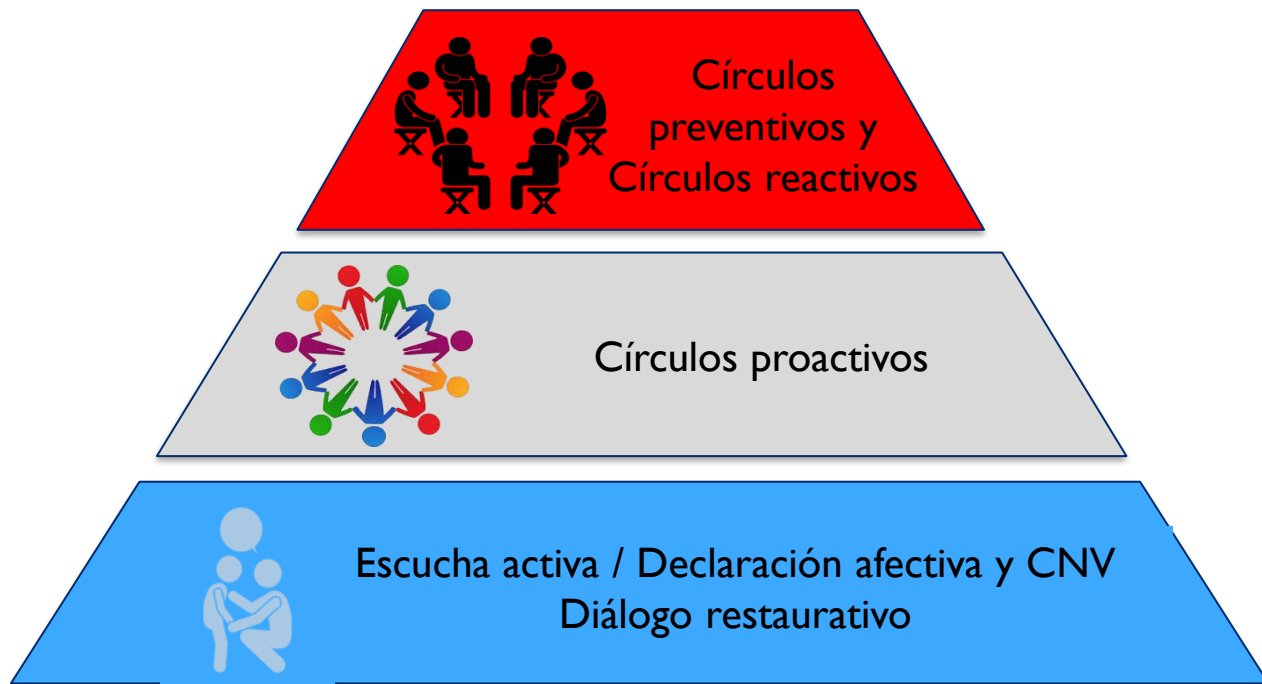 Círculos
preventivos y
Círculos reactivos
Círculos proactivos
Escucha activa / Declaración afectiva y CNV
Diálogo restaurativo